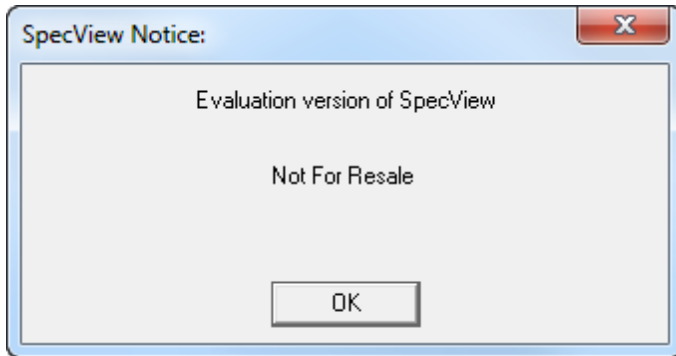 SpecView Notice:
Evaluation version of SpecView
Not For Resale
OK